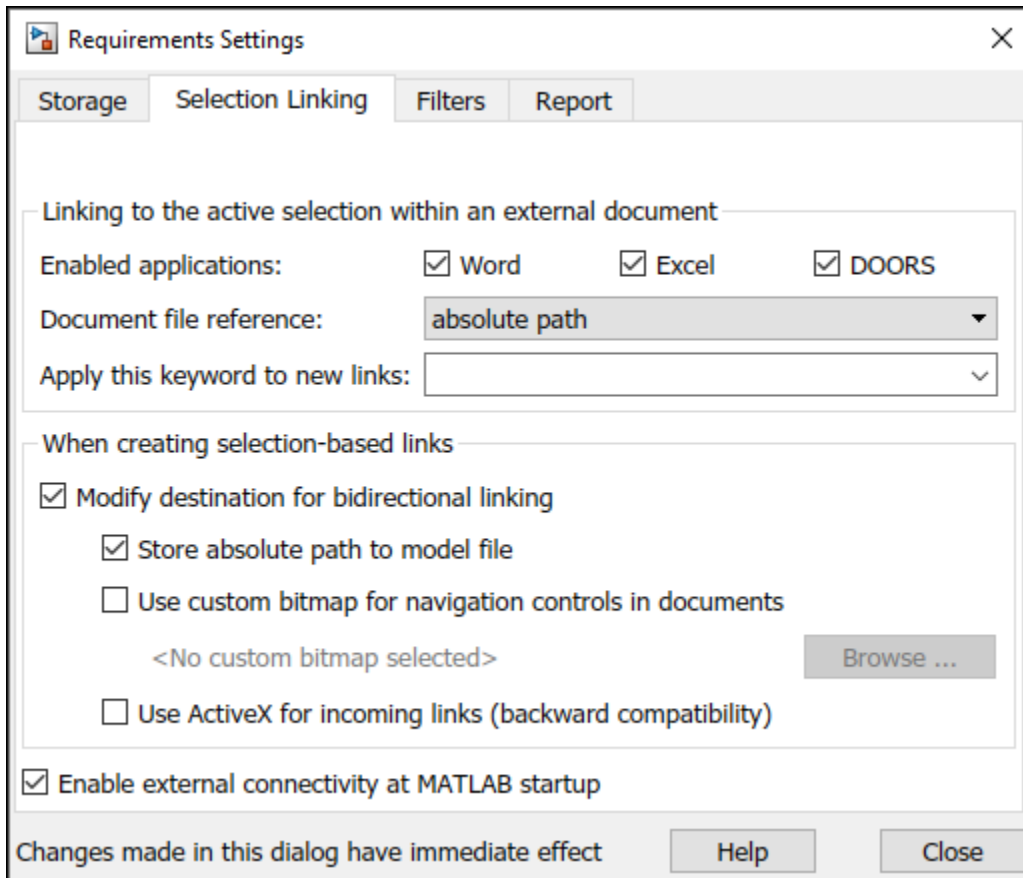 Requirements Settings
Storage Selection Linking Filters Report
Linking to the active selection within an external document
Enabled applications: Word Excel DOORS
Document file reference: absolute path
Apply this keyword to new links:
When creating selection-based links
Modify destination for bidirectional linking
Store absolute path to model file
Use custom bitmap for navigation controls in documents
<No custom bitmap selected> Browse ...
Use ActiveX for incoming links (backward compatibility)
Enable external connectivity at MATLAB startup
Changes made in this dialog have immediate effect Help Close